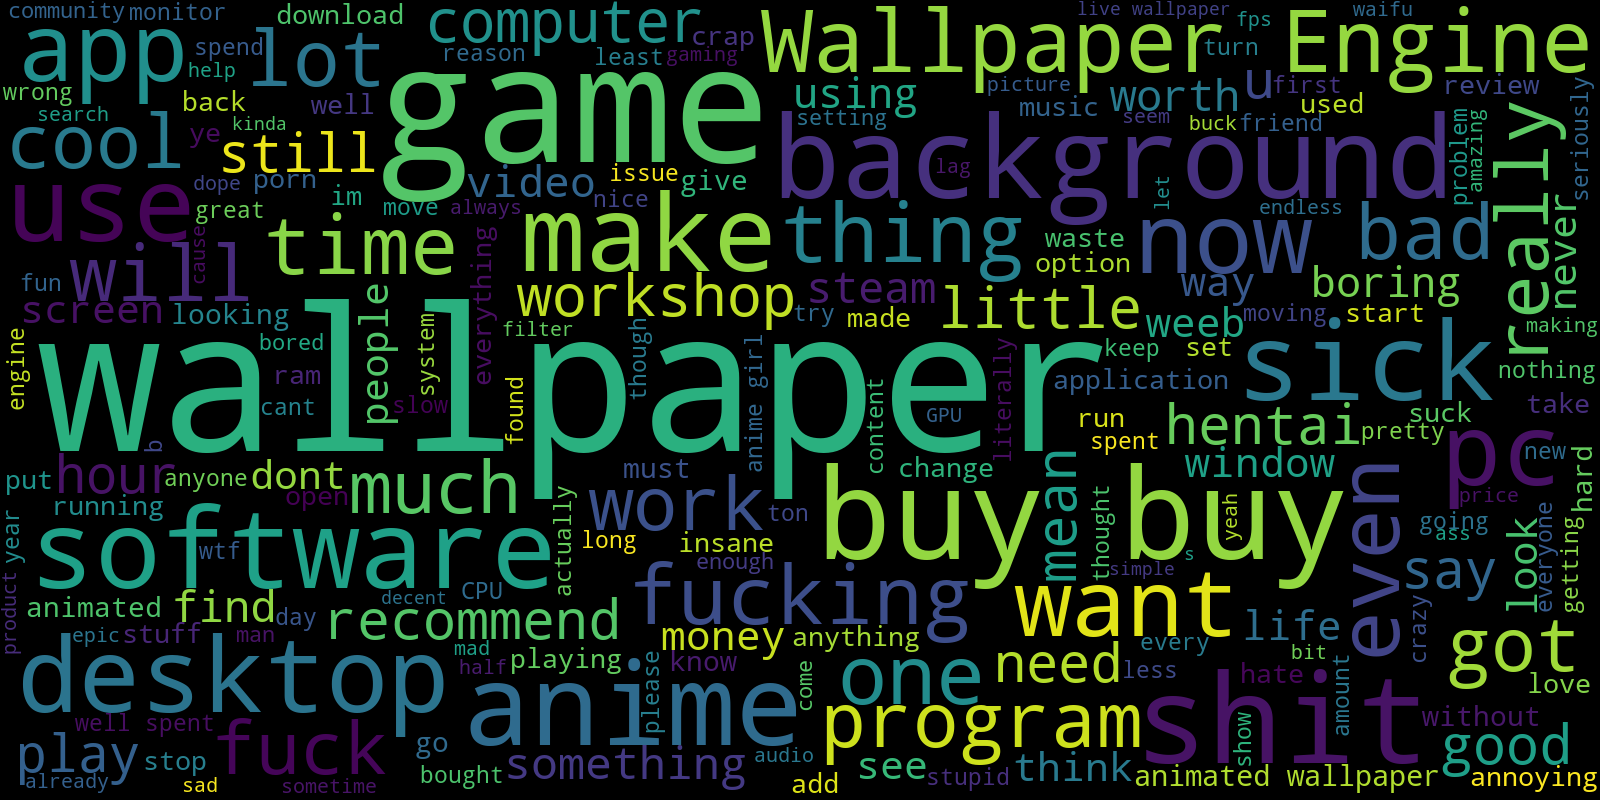 community monitor download computer crap live wallpaper fps waifu
app spend lot reason least gaming Wallpaper Engine turn
help game picture u first review
wrong back well using music worth used seriously
search kinda setting seem buck friend problem amazing
cool ye still background really
dope porn video issue give lag let
use great im move always nice endless never
time make thing waste now bad
will cause everything option
fun screen looking people workshop steam little way boring
try made weeb moving start making
engine bored system filter though keep set
wallpaper ram anime girl literally application sick nothing
cant slow found content GPU run suck take
b spent hentai pretty
put hour anyone dont must change window pc new
running open much work ton buy buy mean even price hard
year software wtf actually long insane thought yeah going ass everyone getting
enough s simple say look
product animated find day decent CPU fucking want crazy
epic stuff man recommend money anything every life
mad half playing please know one need less bit got
desktop anime come program hate amount love
well spent shit show without
play stop fuck go something audio see think good
already sad sometime bought add stupid animated wallpaper annoying